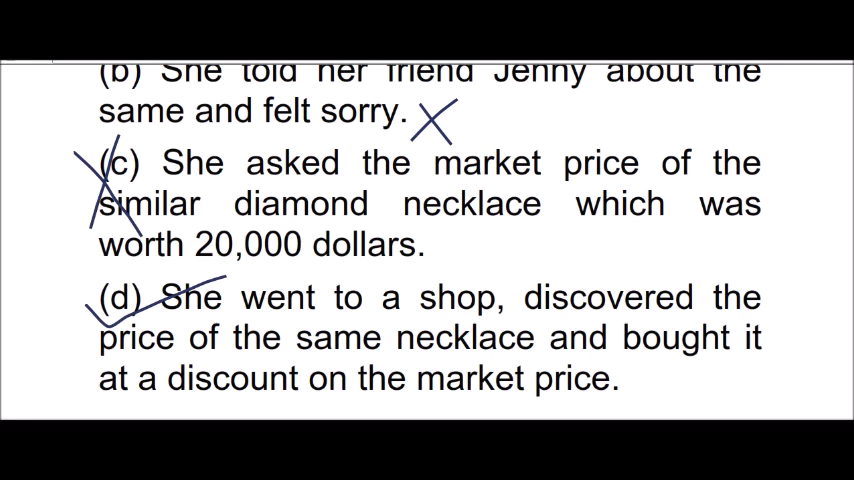 (b) She told her friend Jenny about the
same and felt sorry.
(c) She asked the market price of the
similar diamond necklace which was
worth 20,000 dollars.
(d) She went to a shop, discovered the
price of the same necklace and bought it
at a discount on the market price.